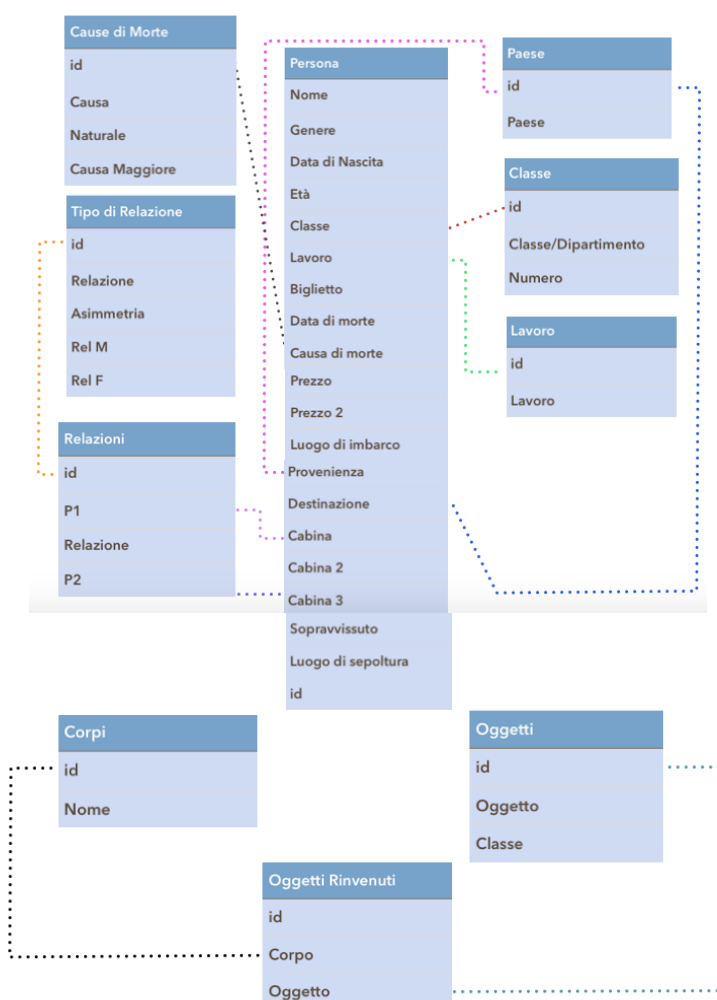 Cause di Morte
id
Causa
Naturale
Causa Maggiore
Tipo di Relazione
id
Relazione
Asimmetria
Rel M
Rel F
Relazioni
id
P1
Relazione
P2
Persona
Nome
Genere
Data di Nascita
Età
Classe
Lavoro
Biglietto
Data di morte
Causa di morte
Prezzo
Prezzo 2
Luogo di imbarco
Provenienza
Destinazione
Cabina
Cabina 2
Cabina 3
Sopravvissuto
Luogo di sepoltura
id
Paese
id
Paese
Classe
id
Classe/Dipartimento
Numero
Lavoro
id
Lavoro
Corpi
id
Nome
Oggetti
id
Oggetto
Classe
Oggetti Rinvenuti
id
Corpo
Oggetto